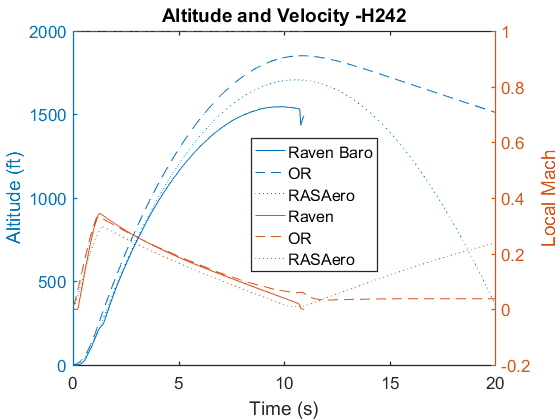 Altitude and Velocity -H242
2000
1500
1000
500
0
Altitude (ft)
1
0.8
0.6
0.4
0.2
0
-0.2
Local Mach
Raven Baro
OR
RASAero
Raven
OR
RASAero
0
5
10
15
20
Time (s)